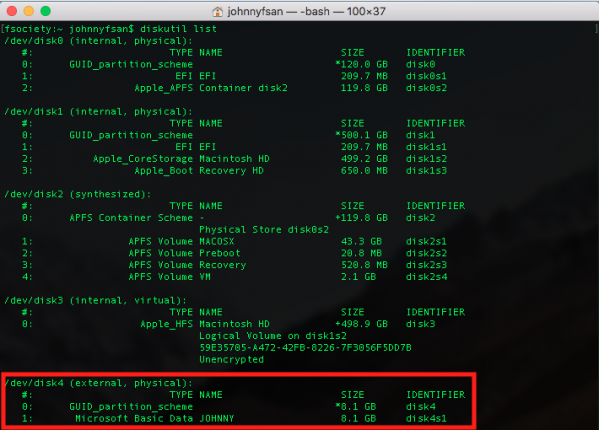 johnnyfsan — -bash — 100×37
[fsociety:~ johnnyfsan$ diskutil list ]
/dev/disk0 (internal, physical):
#: TYPE NAME SIZE IDENTIFIER
0: GUID_partition_scheme *120.0 GB disk0
1: EFI EFI 209.7 MB disk0s1
2: Apple_APFS Container disk2 119.8 GB disk0s2
/dev/disk1 (internal, physical):
#: TYPE NAME SIZE IDENTIFIER
0: GUID_partition_scheme *500.1 GB disk1
1: EFI EFI 209.7 MB disk1s1
2: Apple_CoreStorage Macintosh HD 499.2 GB disk1s2
3: Apple_Boot Recovery HD 650.0 MB disk1s3
/dev/disk2 (synthesized):
#: TYPE NAME SIZE IDENTIFIER
0: APFS Container Scheme - +119.8 GB disk2
Physical Store disk0s2
1: APFS Volume MACOSX 43.3 GB disk2s1
2: APFS Volume Preboot 20.8 MB disk2s2
3: APFS Volume Recovery 520.8 MB disk2s3
4: APFS Volume VM 2.1 GB disk2s4
/dev/disk3 (internal, virtual):
#: TYPE NAME SIZE IDENTIFIER
0: Apple_HFS Macintosh HD +498.9 GB disk3
Logical Volume on disk1s2
59E35705-A472-42FB-8226-7F3056F5DD7B
Unencrypted
/dev/disk4 (external, physical):
#: TYPE NAME SIZE IDENTIFIER
0: GUID_partition_scheme *8.1 GB disk4
1: Microsoft Basic Data JOHNNY 8.1 GB disk4s1